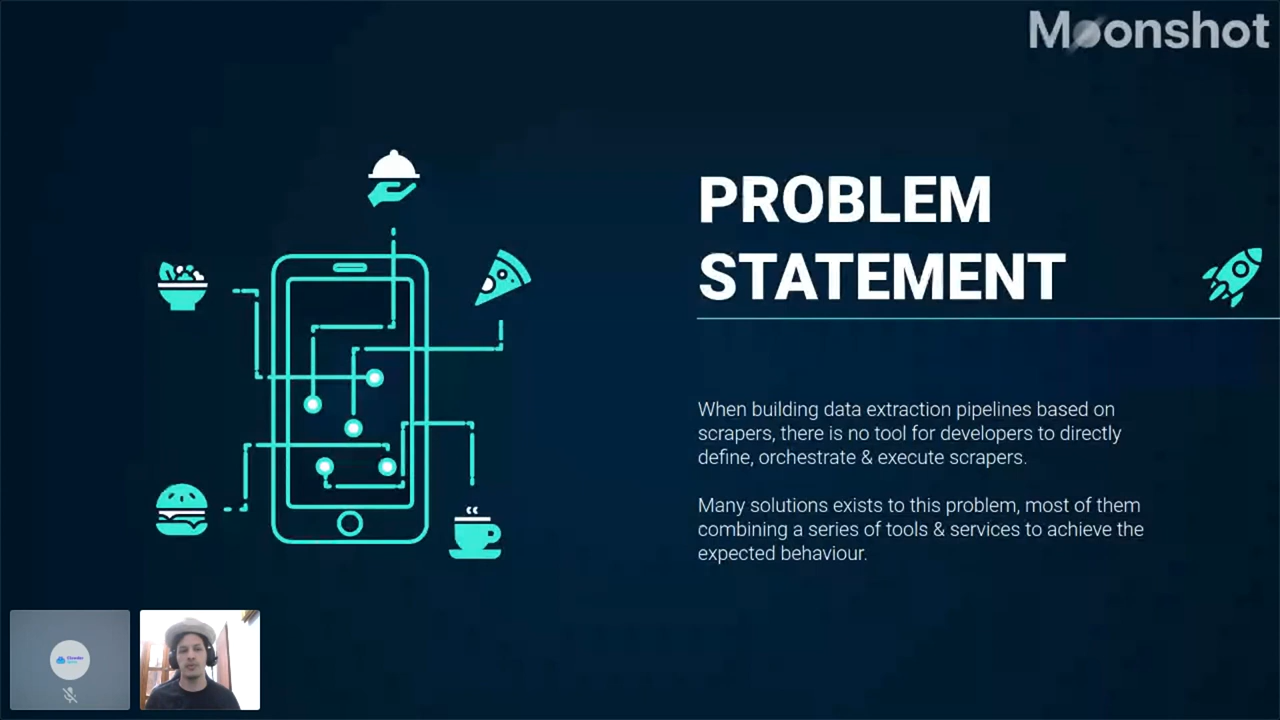 Moonshot
PROBLEM
STATEMENT
When building data extraction pipelines based on
scrapers, there is no tool for developers to directly
define, orchestrate & execute scrapers.
Many solutions exists to this problem, most of them
combining a series of tools & services to achieve the
expected behaviour.